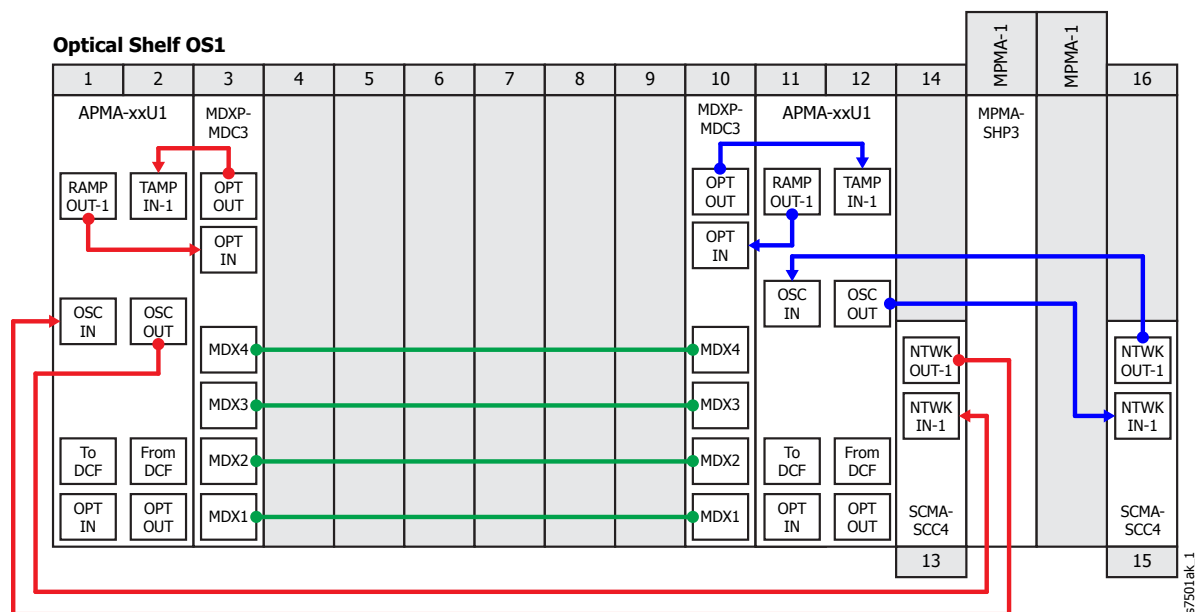 Optical Shelf OS1
MPMA-1
MPMA-1
1
2
3
4
5
6
7
8
9
10
11
12
14
16
APMA-xxU1
MDXP-
MDC3
MDXP-
MDC3
APMA-xxU1
MPMA-
SHP3
RAMP
OUT-1
TAMP
IN-1
OPT
OUT
OPT
IN
OPT
OUT
RAMP
OUT-1
TAMP
IN-1
OPT
IN
OSC
IN
OSC
OUT
OSC
IN
OSC
OUT
MDX4
MDX4
NTWK
OUT-1
NTWK
OUT-1
MDX3
MDX3
NTWK
IN-1
NTWK
IN-1
To
DCF
From
DCF
MDX2
MDX2
To
DCF
From
DCF
OPT
IN
OPT
OUT
MDX1
MDX1
OPT
IN
OPT
OUT
SCMA-
SCC4
SCMA-
SCC4
13
15
s7501ak_1